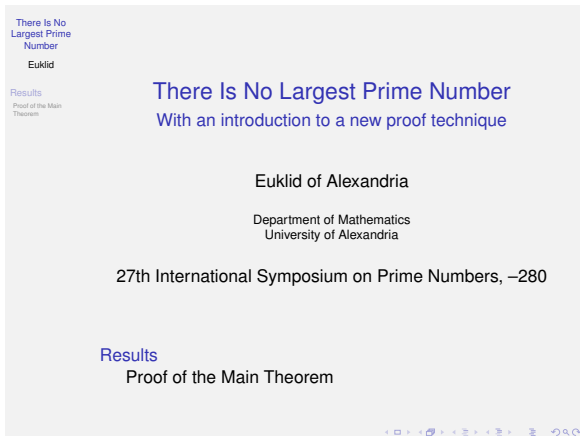 There Is No
Largest Prime
Number
Euklid
Results
Proof of the Main
Theorem
There Is No Largest Prime Number
With an introduction to a new proof technique
Euklid of Alexandria
Department of Mathematics
University of Alexandria
27th International Symposium on Prime Numbers, –280
Results
Proof of the Main Theorem